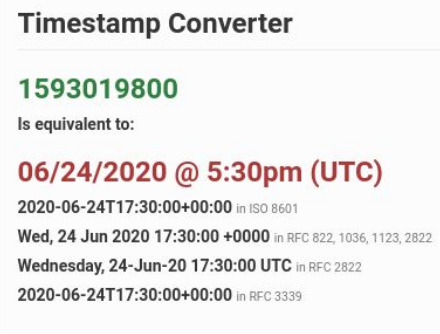 Timestamp Converter
1593019800
Is equivalent to:
06/24/2020 @ 5:30pm (UTC)
2020-06-24T17:30:00+00:00 in ISO 8601
Wed, 24 Jun 2020 17:30:00 +0000 in RFC 822, 1036, 1123, 2822
Wednesday, 24-Jun-20 17:30:00 UTC in RFC 2822
2020-06-24T17:30:00+00:00 in RFC 3339